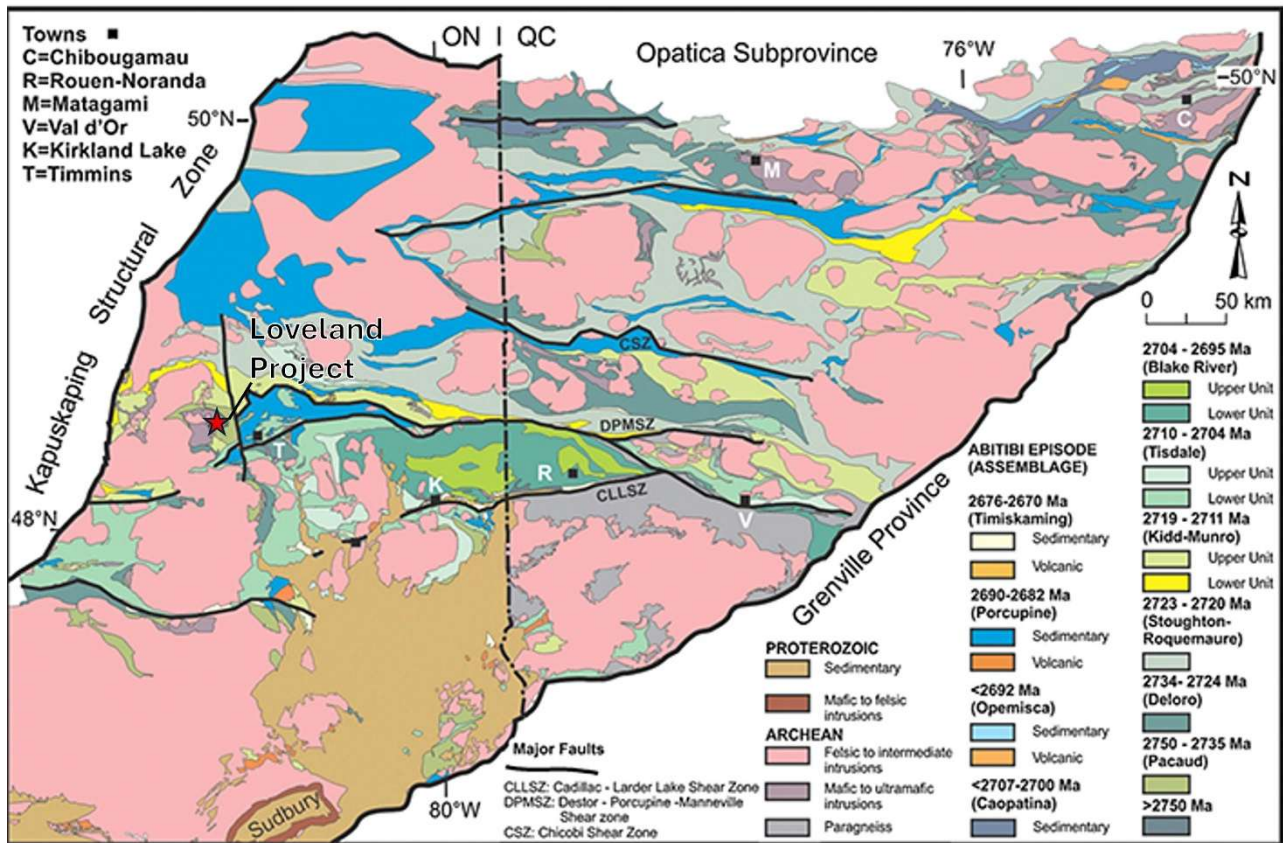 Towns
C=Chibougamau
R=Rouen-Noranda
M=Matagami
V=Val d'Or
K=Kirkland Lake
T=Timmins
ON
QC
Opatica Subprovince
76°W
50°N
50°N
C
M
N
0 50 km
Kapuskaping Structural Zone
Loveland
Project
CSZ
DPMSZ
T
K
R
CLLSZ
V
48°N
Grenville Province
80°W
Sudbury
Major Faults
CLLSZ: Cadillac - Larder Lake Shear Zone
DPMSZ: Destor - Porcupine -Manneville
Shear zone
CSZ: Chicobi Shear Zone
PROTEROZOIC
Sedimentary
Mafic to felsic
intrusions
ARCHEAN
Felsic to intermediate
intrusions
Mafic to ultramafic
intrusions
Paragneiss
ABITIBI EPISODE
(ASSEMBLAGE)
2676-2670 Ma
(Timiskaming)
Sedimentary
Volcanic
2690-2682 Ma
(Porcupine)
Sedimentary
Volcanic
<2692 Ma
(Opemisca)
Sedimentary
Volcanic
<2707-2700 Ma
(Caopatina)
Sedimentary
2704 - 2695 Ma
(Blake River)
Upper Unit
Lower Unit
2710 - 2704 Ma
(Tisdale)
Upper Unit
Lower Unit
2719 - 2711 Ma
(Kidd-Munro)
Upper Unit
Lower Unit
2723 - 2720 Ma
(Stoughton-
Roquemaure)
2734- 2724 Ma
(Deloro)
2750 - 2735 Ma
(Pacaud)
>2750 Ma